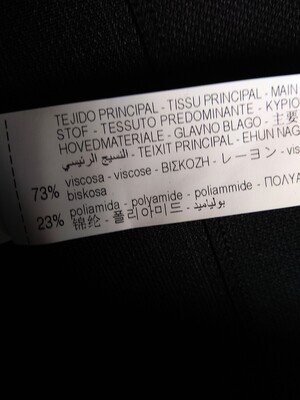 TEJIDO PRINCIPAL - TISSU PRINCIPAL - MAIN
STOF - TESSUTO PREDOMINANTE - ΚΥΡΙΟ
HOVEDMATERIALE - GLAVNO BLAGO - 主要
النسيج الرئيسي - TEIXIT PRINCIPAL - EHUN NAG
73% viscosa - viscose - ΒΙΣΚΟΖΗ - レーヨン - vis
biskosa
23% poliamida - polyamide - poliammide - ΠΟΛΥΑ
锦纶 - 폴리아미드 - بولياميد